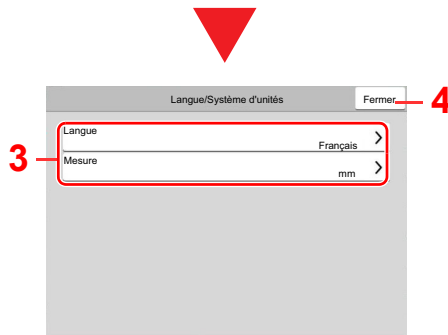 Langue/Système d'unités
Fermer
4
Langue
Français
3
Mesure
mm